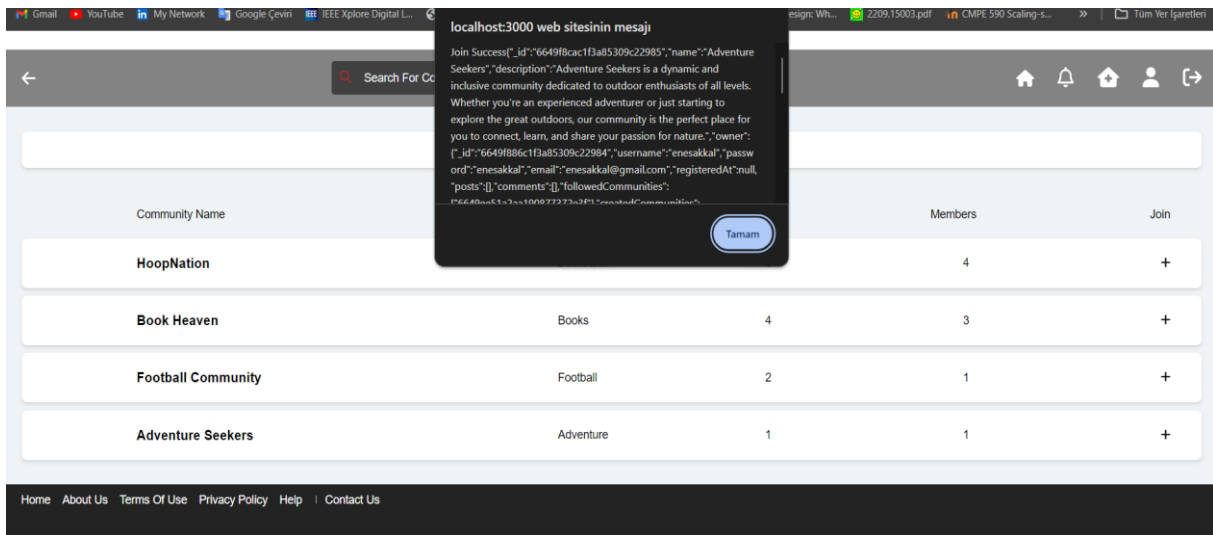 Gmail YouTube My Network Google Çeviri IEEE Xplore Digital L... esign: Wh... 2209.15003.pdf CMPE 590 Scaling-s... » Tüm Yer İşaretleri
localhost:3000 web sitesinin mesajı
Join Success{"_id":"6649f8cac1f3a85309c22985","name":"Adventure
Seekers","description":"Adventure Seekers is a dynamic and
inclusive community dedicated to outdoor enthusiasts of all levels.
Whether you're an experienced adventurer or just starting to
explore the great outdoors, our community is the perfect place for
you to connect, learn, and share your passion for nature.","owner":
{"_id":"6649f886c1f3a85309c22984","username":"enesakkal","passw
ord":"enesakkal","email":"enesakkal@gmail.com","registeredAt":null,
"posts":[],"comments":[],"followedCommunities":
Tamam
Search For Co
Community Name Members Join
HoopNation 4 +
Book Heaven Books 4 3 +
Football Community Football 2 1 +
Adventure Seekers Adventure 1 1 +
Home About Us Terms Of Use Privacy Policy Help | Contact Us